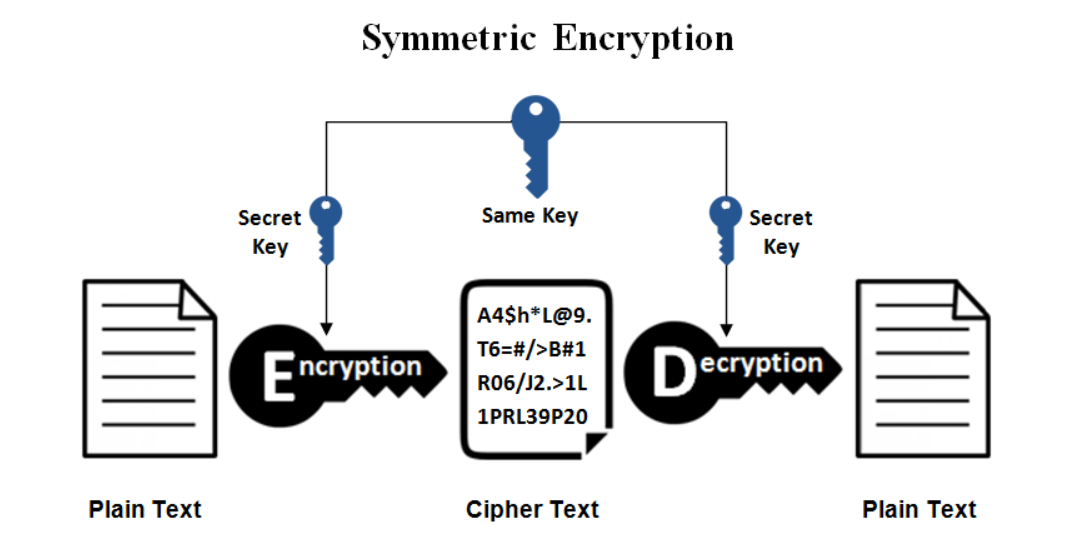 Symmetric Encryption
Same Key
Secret
Key
Secret
Key
Encryption
A4$h*L@9.
T6=#/>B#1
R06/J2.>1L
1PRL39P20
Decryption
Plain Text
Cipher Text
Plain Text